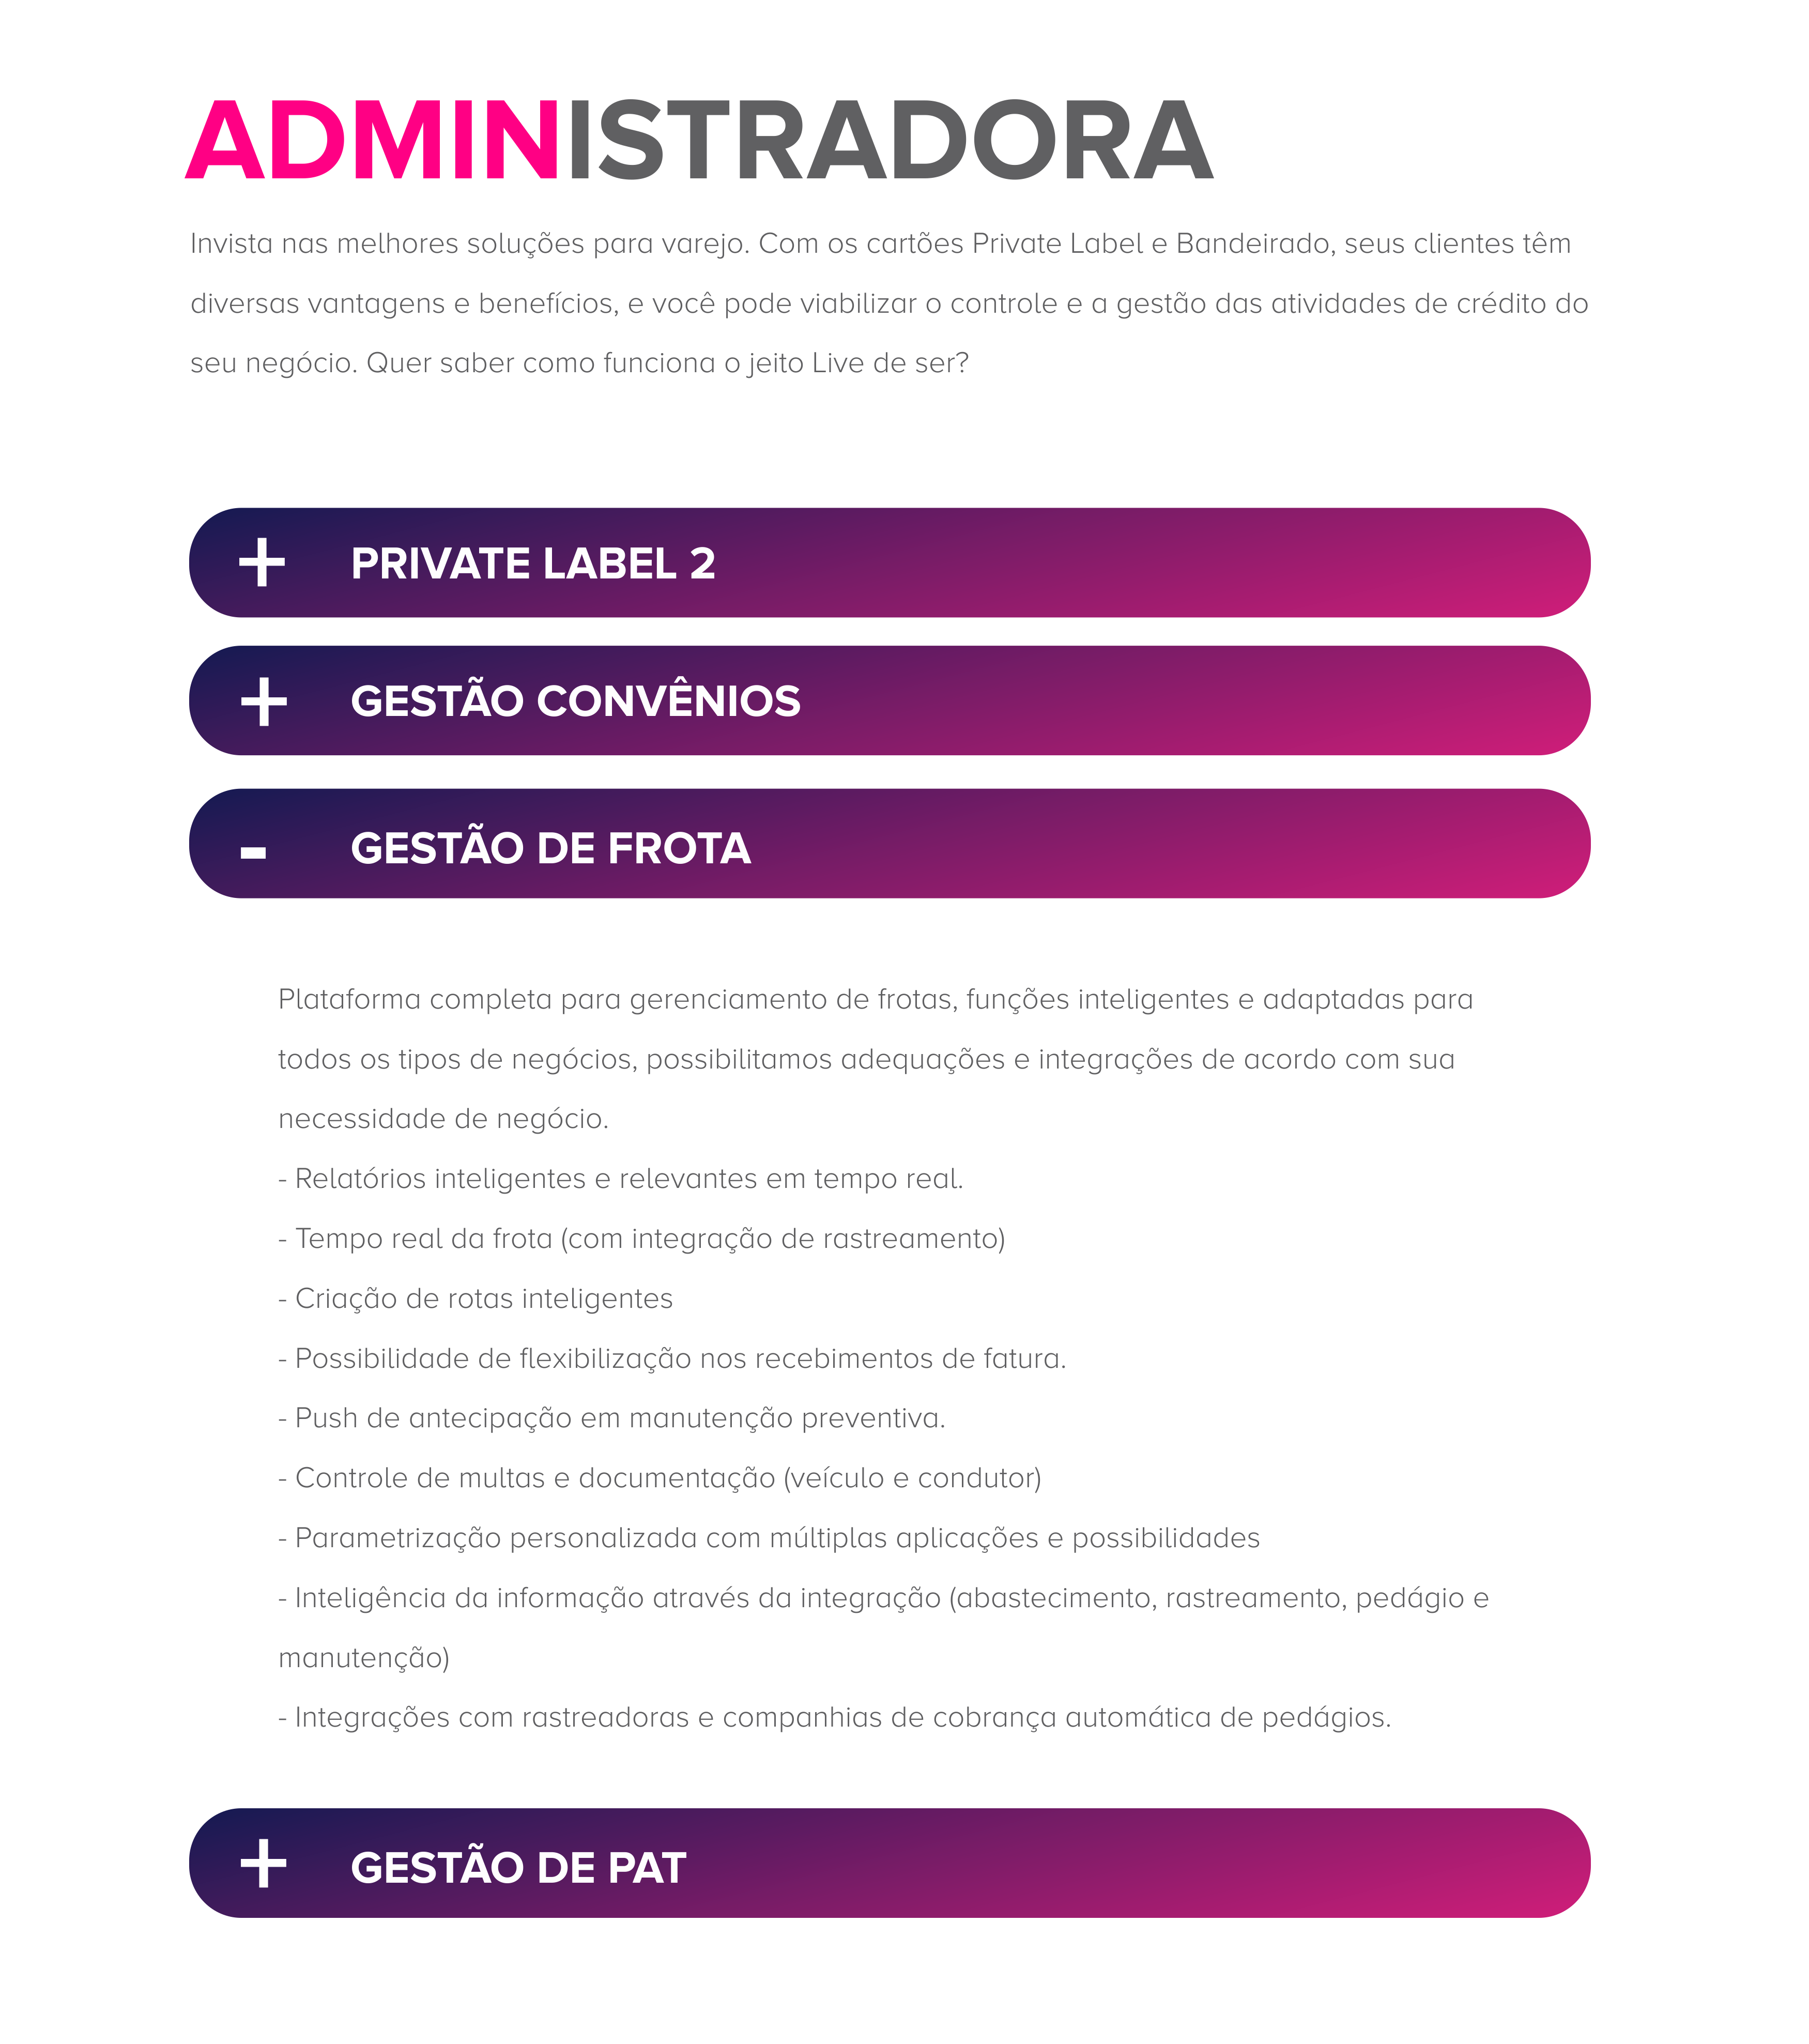 ADMINISTRADORA
Invista nas melhores soluções para varejo. Com os cartões Private Label e Bandeirado, seus clientes têm
diversas vantagens e benefícios, e você pode viabilizar o controle e a gestão das atividades de crédito do
seu negócio. Quer saber como funciona o jeito Live de ser?
+ PRIVATE LABEL 2
+ GESTÃO CONVÊNIOS
- GESTÃO DE FROTA
Plataforma completa para gerenciamento de frotas, funções inteligentes e adaptadas para
todos os tipos de negócios, possibilitamos adequações e integrações de acordo com sua
necessidade de negócio.
- Relatórios inteligentes e relevantes em tempo real.
- Tempo real da frota (com integração de rastreamento)
- Criação de rotas inteligentes
- Possibilidade de flexibilização nos recebimentos de fatura.
- Push de antecipação em manutenção preventiva.
- Controle de multas e documentação (veículo e condutor)
- Parametrização personalizada com múltiplas aplicações e possibilidades
- Inteligência da informação através da integração (abastecimento, rastreamento, pedágio e
manutenção)
- Integrações com rastreadoras e companhias de cobrança automática de pedágios.
+ GESTÃO DE PAT